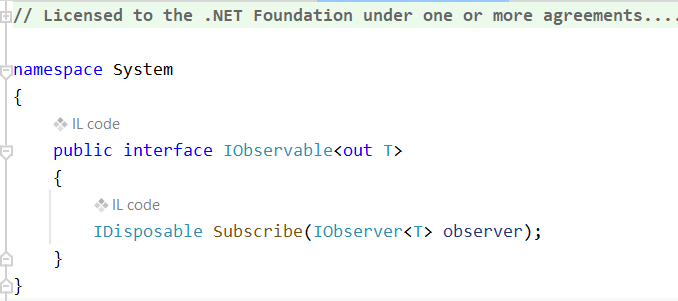 // Licensed to the .NET Foundation under one or more agreements....
namespace System
{
IL code
public interface IObservable<out T>
{
IL code
IDisposable Subscribe(IObserver<T> observer);
}
}